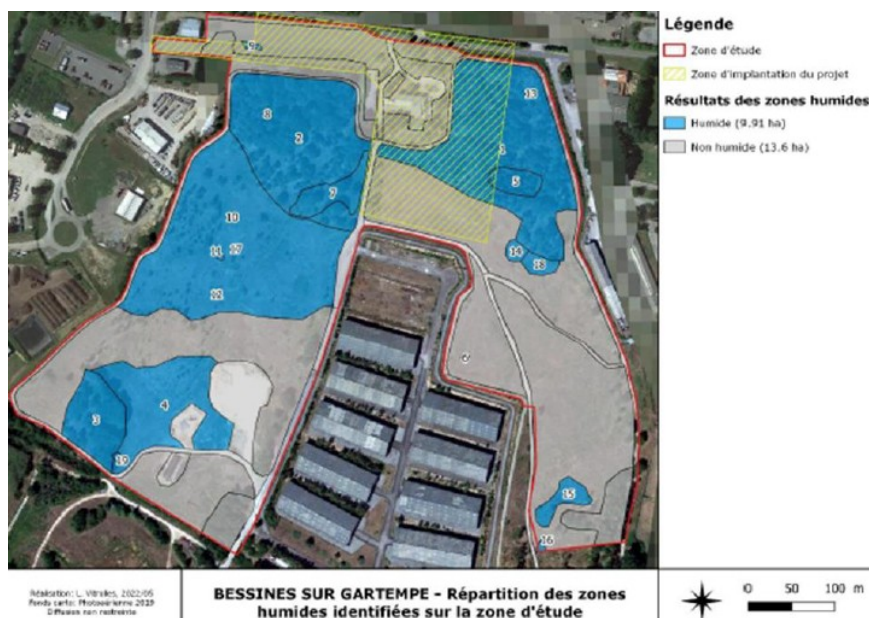 Légende
Zone d'étude
Zone d'implantation du projet
Résultats des zones humides
Humide (9.91 ha)
Non humide (13.6 ha)
13
8
2
1
5
7
10
11 17
14
18
12
6
3
4
19
15
16
Réalisation: L. Vitrolles, 2022/05
Fonds carte: Photoaérienne 2019
Diffusion non restreinte
BESSINES SUR GARTEMPE - Répartition des zones
humides identifiées sur la zone d'étude
0 50 100 m